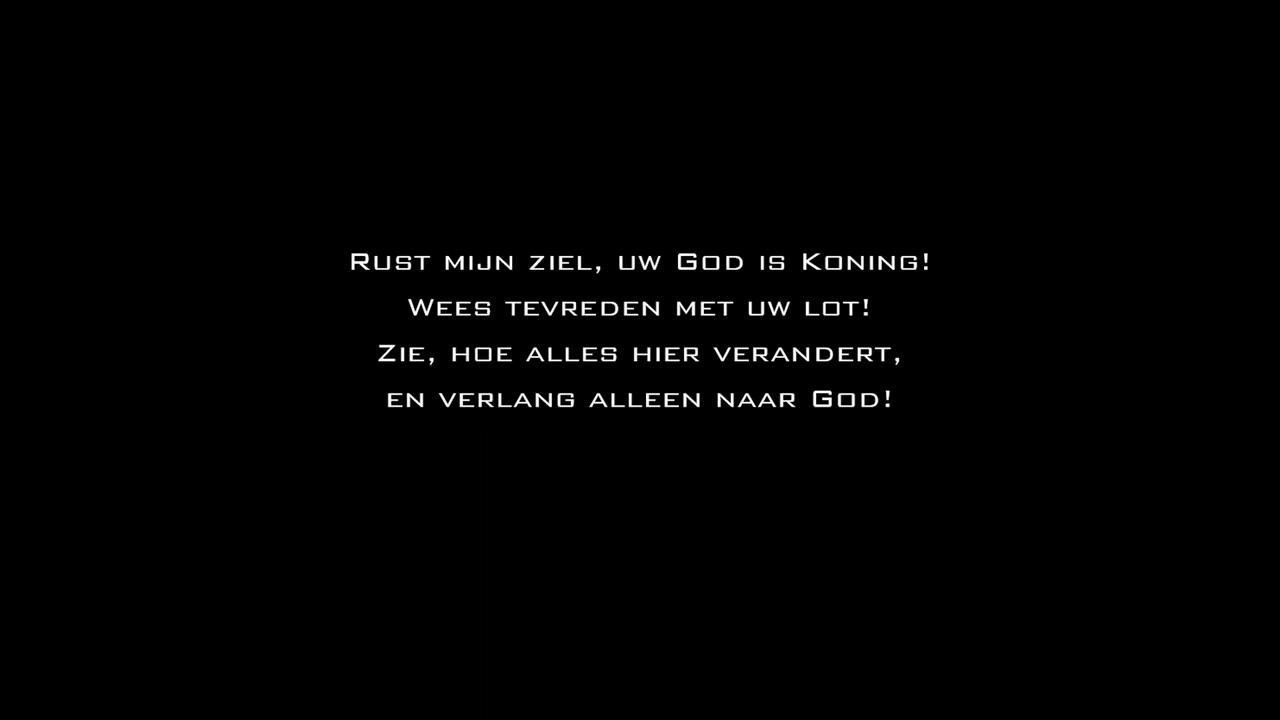 Rust mijn ziel, uw God is Koning!
Wees tevreden met uw lot!
Zie, hoe alles hier verandert,
en verlang alleen naar God!